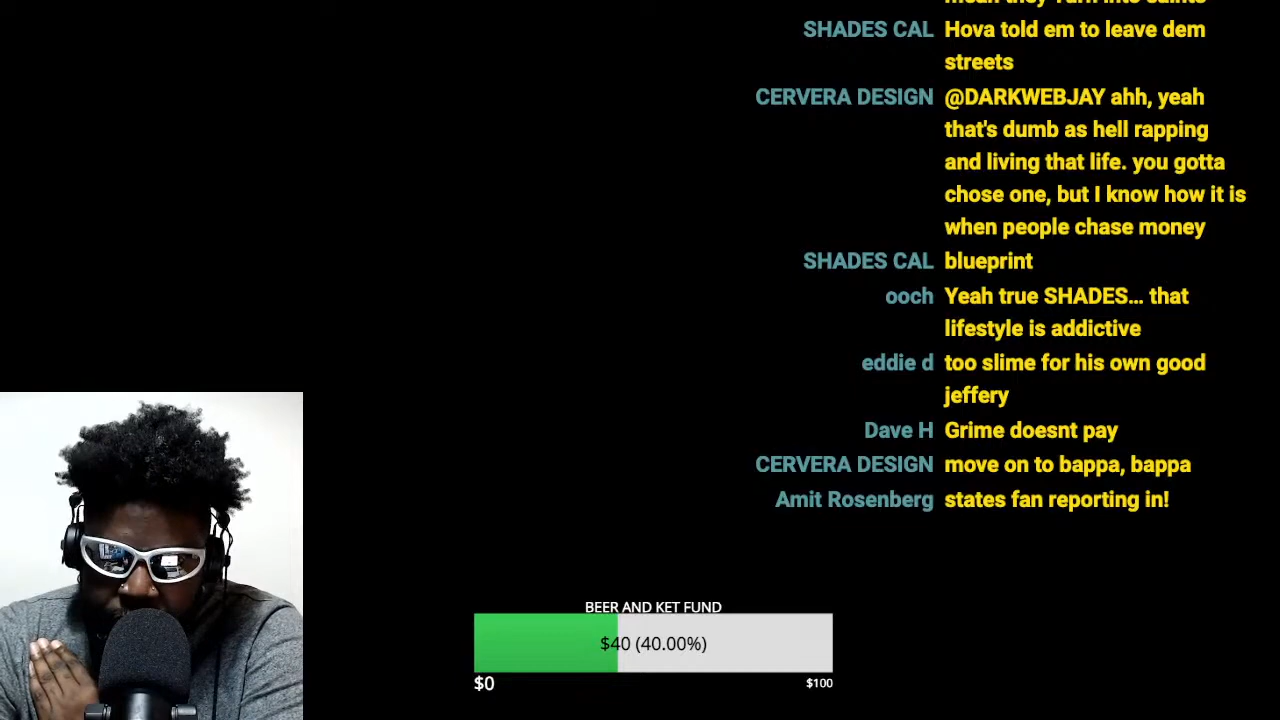 SHADES CAL Hova told em to leave dem
streets
CERVERA DESIGN @DARKWEBJAY ahh, yeah
that's dumb as hell rapping
and living that life. you gotta
chose one, but I know how it is
when people chase money
SHADES CAL blueprint
ooch Yeah true SHADES... that
lifestyle is addictive
eddie d too slime for his own good
jeffery
Dave H Grime doesnt pay
CERVERA DESIGN move on to bappa, bappa
Amit Rosenberg states fan reporting in!
BEER AND KET FUND
$40 (40.00%)
$0 $100